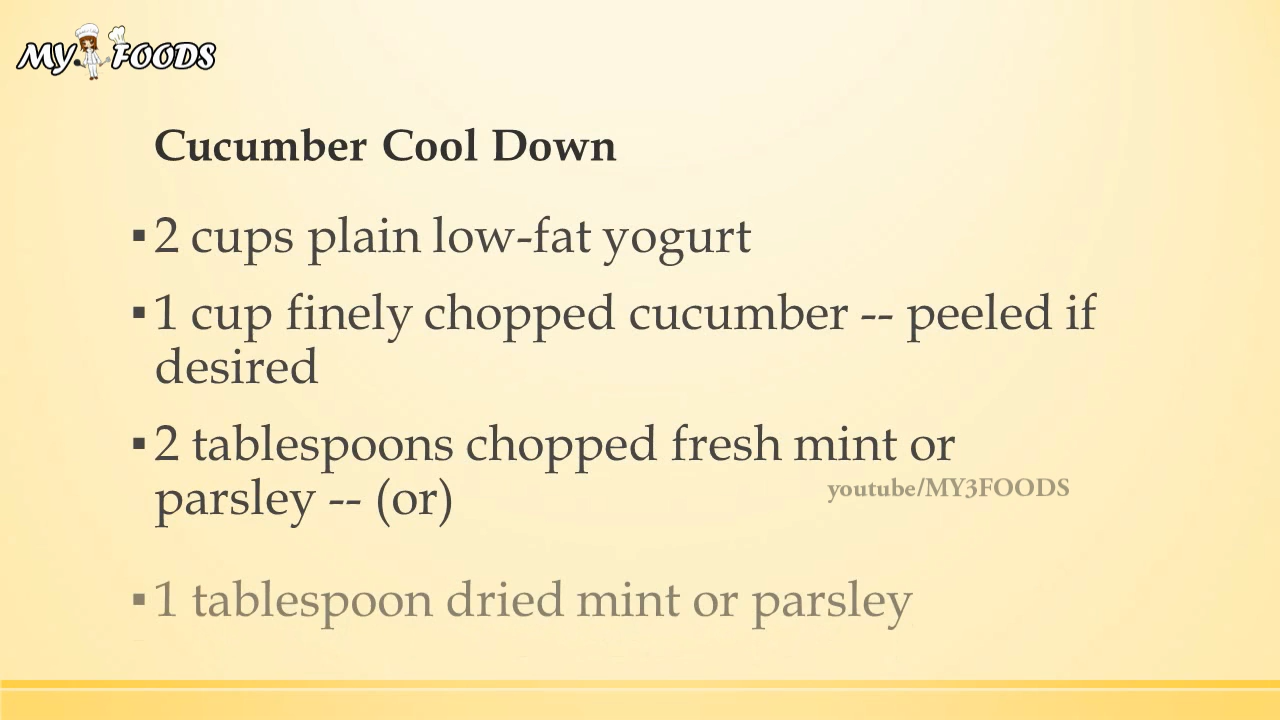 MY FOODS
Cucumber Cool Down
▪2 cups plain low-fat yogurt
▪1 cup finely chopped cucumber -- peeled if
desired
▪2 tablespoons chopped fresh mint or
parsley -- (or)
youtube/MY3FOODS
▪1 tablespoon dried mint or parsley